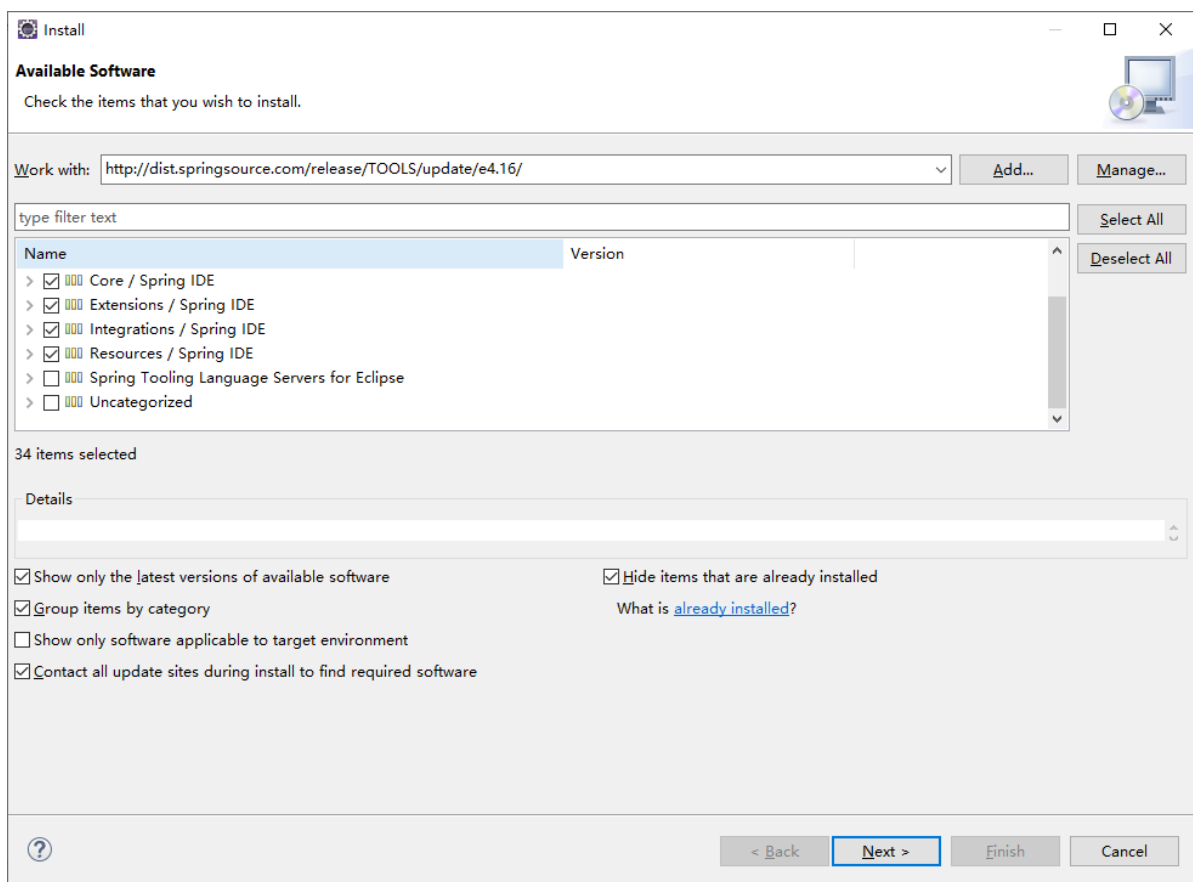 Install
Available Software
Check the items that you wish to install.
Work with: http://dist.springsource.com/release/TOOLS/update/e4.16/ Add... Manage...
type filter text Select All
Name Version Deselect All
Core / Spring IDE
Extensions / Spring IDE
Integrations / Spring IDE
Resources / Spring IDE
Spring Tooling Language Servers for Eclipse
Uncategorized
34 items selected
Details
Show only the latest versions of available software Hide items that are already installed
Group items by category What is already installed?
Show only software applicable to target environment
Contact all update sites during install to find required software
? < Back Next > Finish Cancel